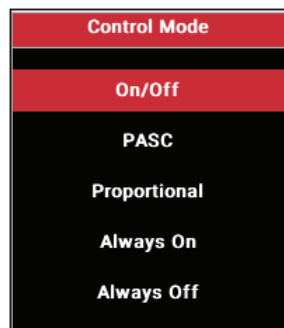 Control Mode
On/Off
PASC
Proportional
Always On
Always Off